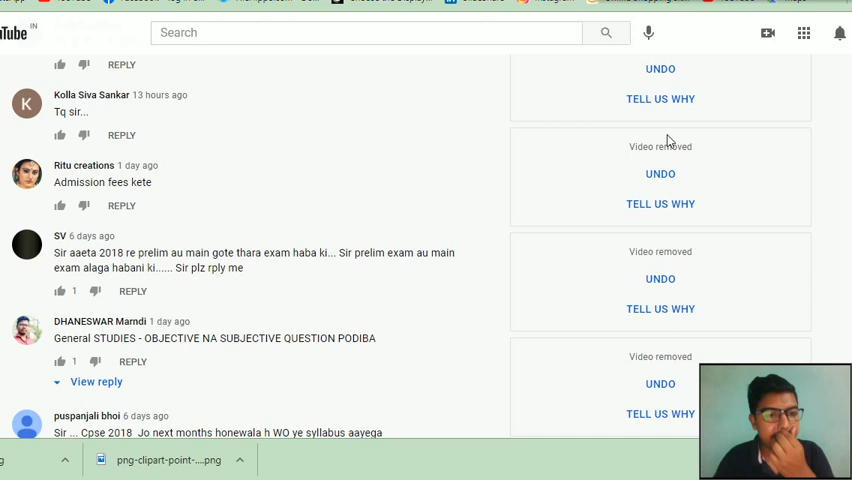 YouTube IN
Search
REPLY
UNDO
TELL US WHY
Kolla Siva Sankar 13 hours ago
Tq sir...
REPLY
Video removed
UNDO
TELL US WHY
Ritu creations 1 day ago
Admission fees kete
REPLY
SV 6 days ago
Sir aaeta 2018 re prelim au main gote thara exam haba ki... Sir prelim exam au main
exam alaga habani ki...... Sir plz rply me
1 REPLY
Video removed
UNDO
TELL US WHY
DHANESWAR Marndi 1 day ago
General STUDIES - OBJECTIVE NA SUBJECTIVE QUESTION PODIBA
1 REPLY
View reply
Video removed
UNDO
TELL US WHY
puspanjali bhoi 6 days ago
Sir ... Cpse 2018 Jo next months honewala h WO ye syllabus aayega
png-clipart-point-....png